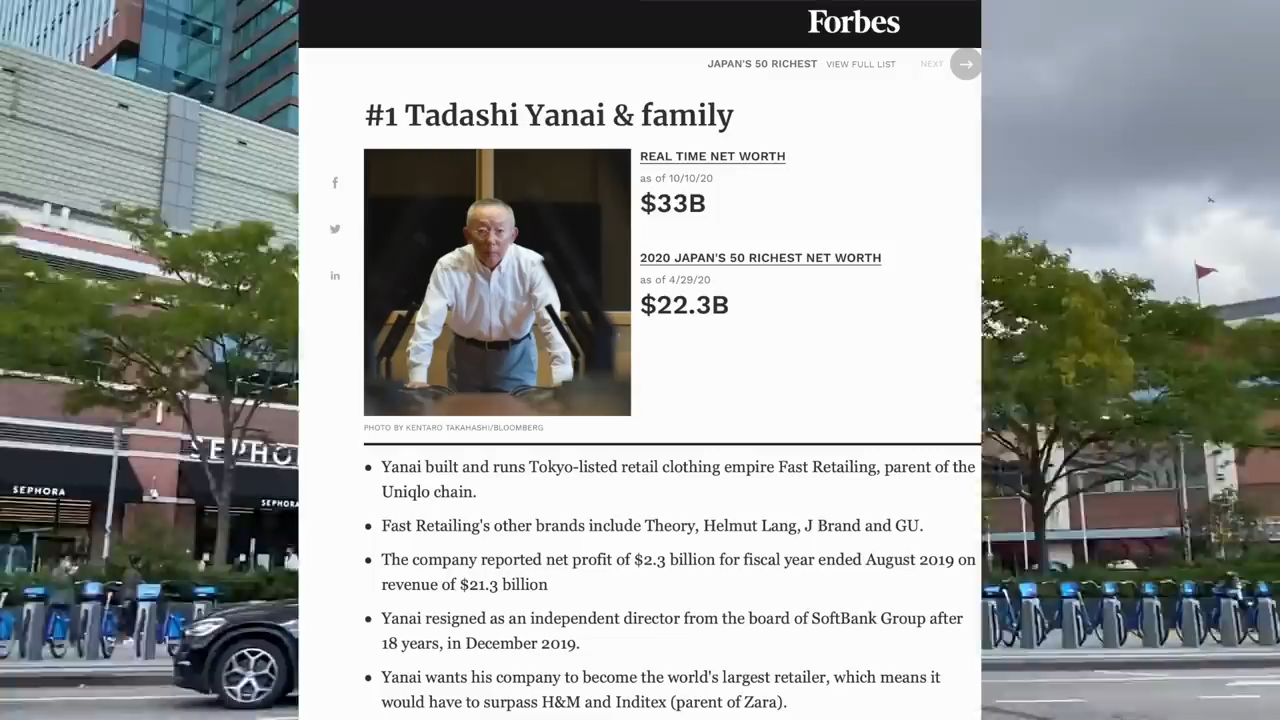 Forbes
JAPAN'S 50 RICHEST VIEW FULL LIST NEXT
#1 Tadashi Yanai & family
REAL TIME NET WORTH
as of 10/10/20
$33B
2020 JAPAN'S 50 RICHEST NET WORTH
as of 4/29/20
$22.3B
PHOTO BY KENTARO TAKAHASHI/BLOOMBERG
Yanai built and runs Tokyo-listed retail clothing empire Fast Retailing, parent of the
Uniqlo chain.
Fast Retailing's other brands include Theory, Helmut Lang, J Brand and GU.
The company reported net profit of $2.3 billion for fiscal year ended August 2019 on
revenue of $21.3 billion
Yanai resigned as an independent director from the board of SoftBank Group after
18 years, in December 2019.
Yanai wants his company to become the world's largest retailer, which means it
would have to surpass H&M and Inditex (parent of Zara).
SEPHO
SEPHORA
SEPHORA